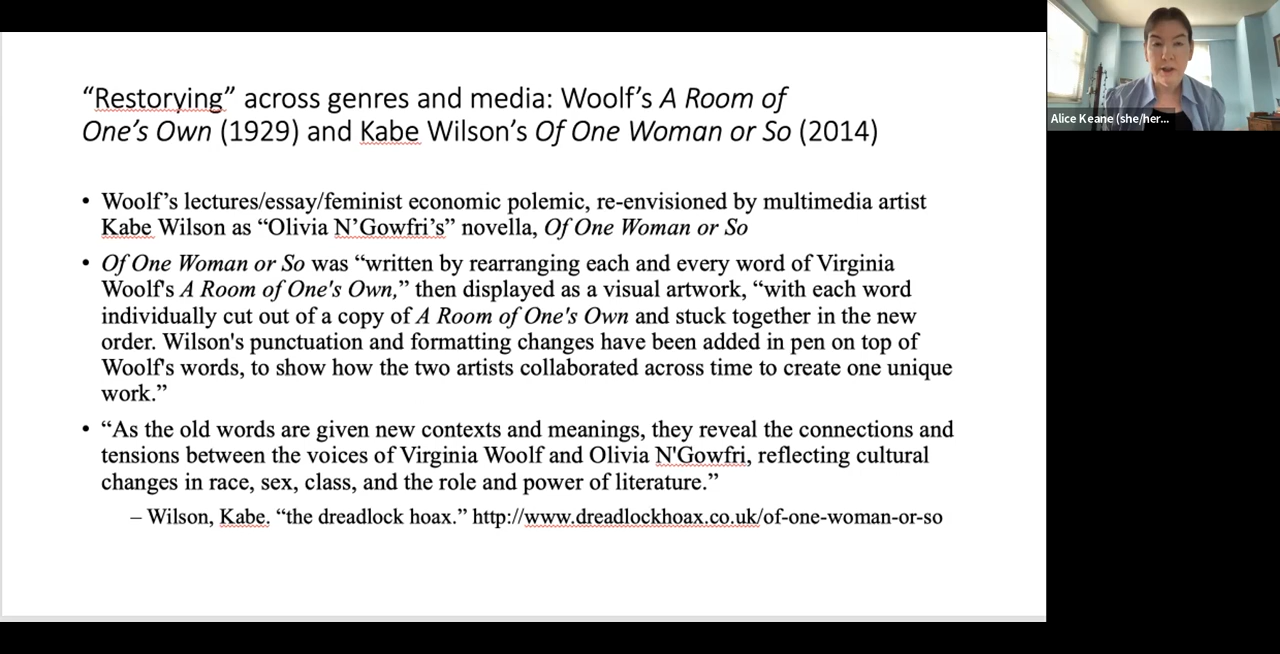 “Restorying” across genres and media: Woolf’s A Room of
One’s Own (1929) and Kabe Wilson’s Of One Woman or So (2014)
• Woolf’s lectures/essay/feminist economic polemic, re-envisioned by multimedia artist
Kabe Wilson as “Olivia N’Gowfri’s” novella, Of One Woman or So
• Of One Woman or So was “written by rearranging each and every word of Virginia
Woolf's A Room of One's Own,” then displayed as a visual artwork, “with each word
individually cut out of a copy of A Room of One's Own and stuck together in the new
order. Wilson's punctuation and formatting changes have been added in pen on top of
Woolf's words, to show how the two artists collaborated across time to create one unique
work.”
• “As the old words are given new contexts and meanings, they reveal the connections and
tensions between the voices of Virginia Woolf and Olivia N'Gowfri, reflecting cultural
changes in race, sex, class, and the role and power of literature.”
– Wilson, Kabe. “the dreadlock hoax.” http://www.dreadlockhoax.co.uk/of-one-woman-or-so
Alice Keane (she/her...